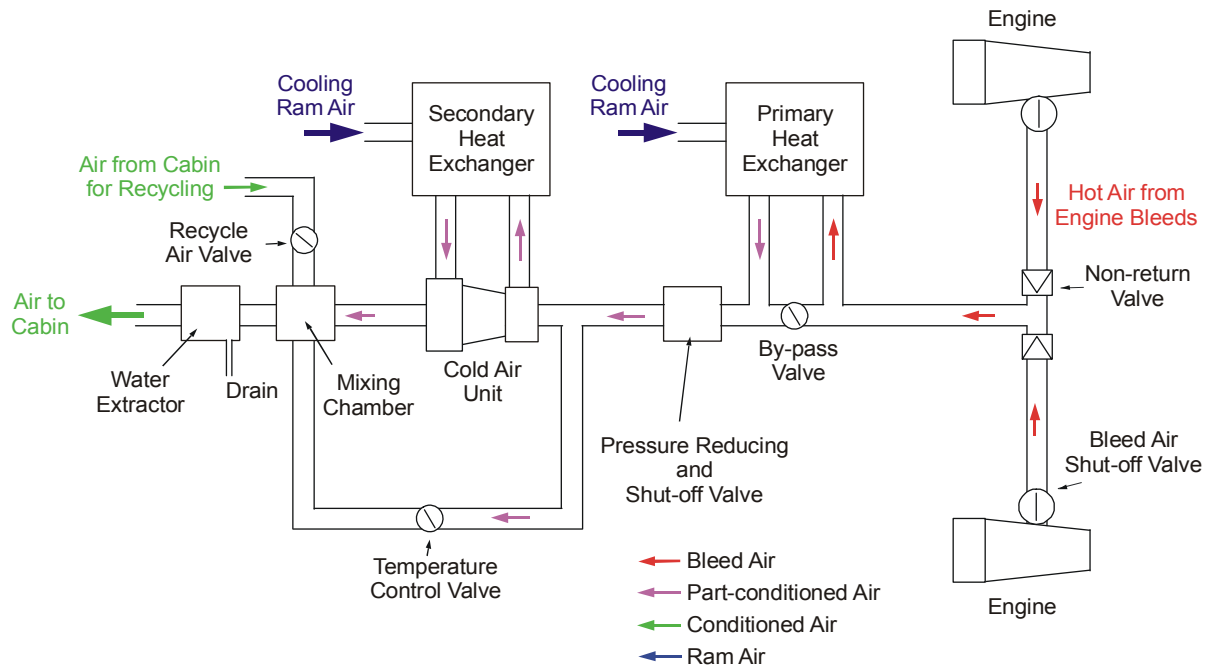 Engine
Cooling
Ram Air
Secondary
Heat
Exchanger
Cooling
Ram Air
Primary
Heat
Exchanger
Air from Cabin
for Recycling
Hot Air from
Engine Bleeds
Recycle
Air Valve
Non-return
Valve
Air to
Cabin
Water
Extractor
Drain
Mixing
Chamber
Cold Air
Unit
By-pass
Valve
Pressure Reducing
and
Shut-off Valve
Bleed Air
Shut-off Valve
Temperature
Control Valve
Engine
Bleed Air
Part-conditioned Air
Conditioned Air
Ram Air